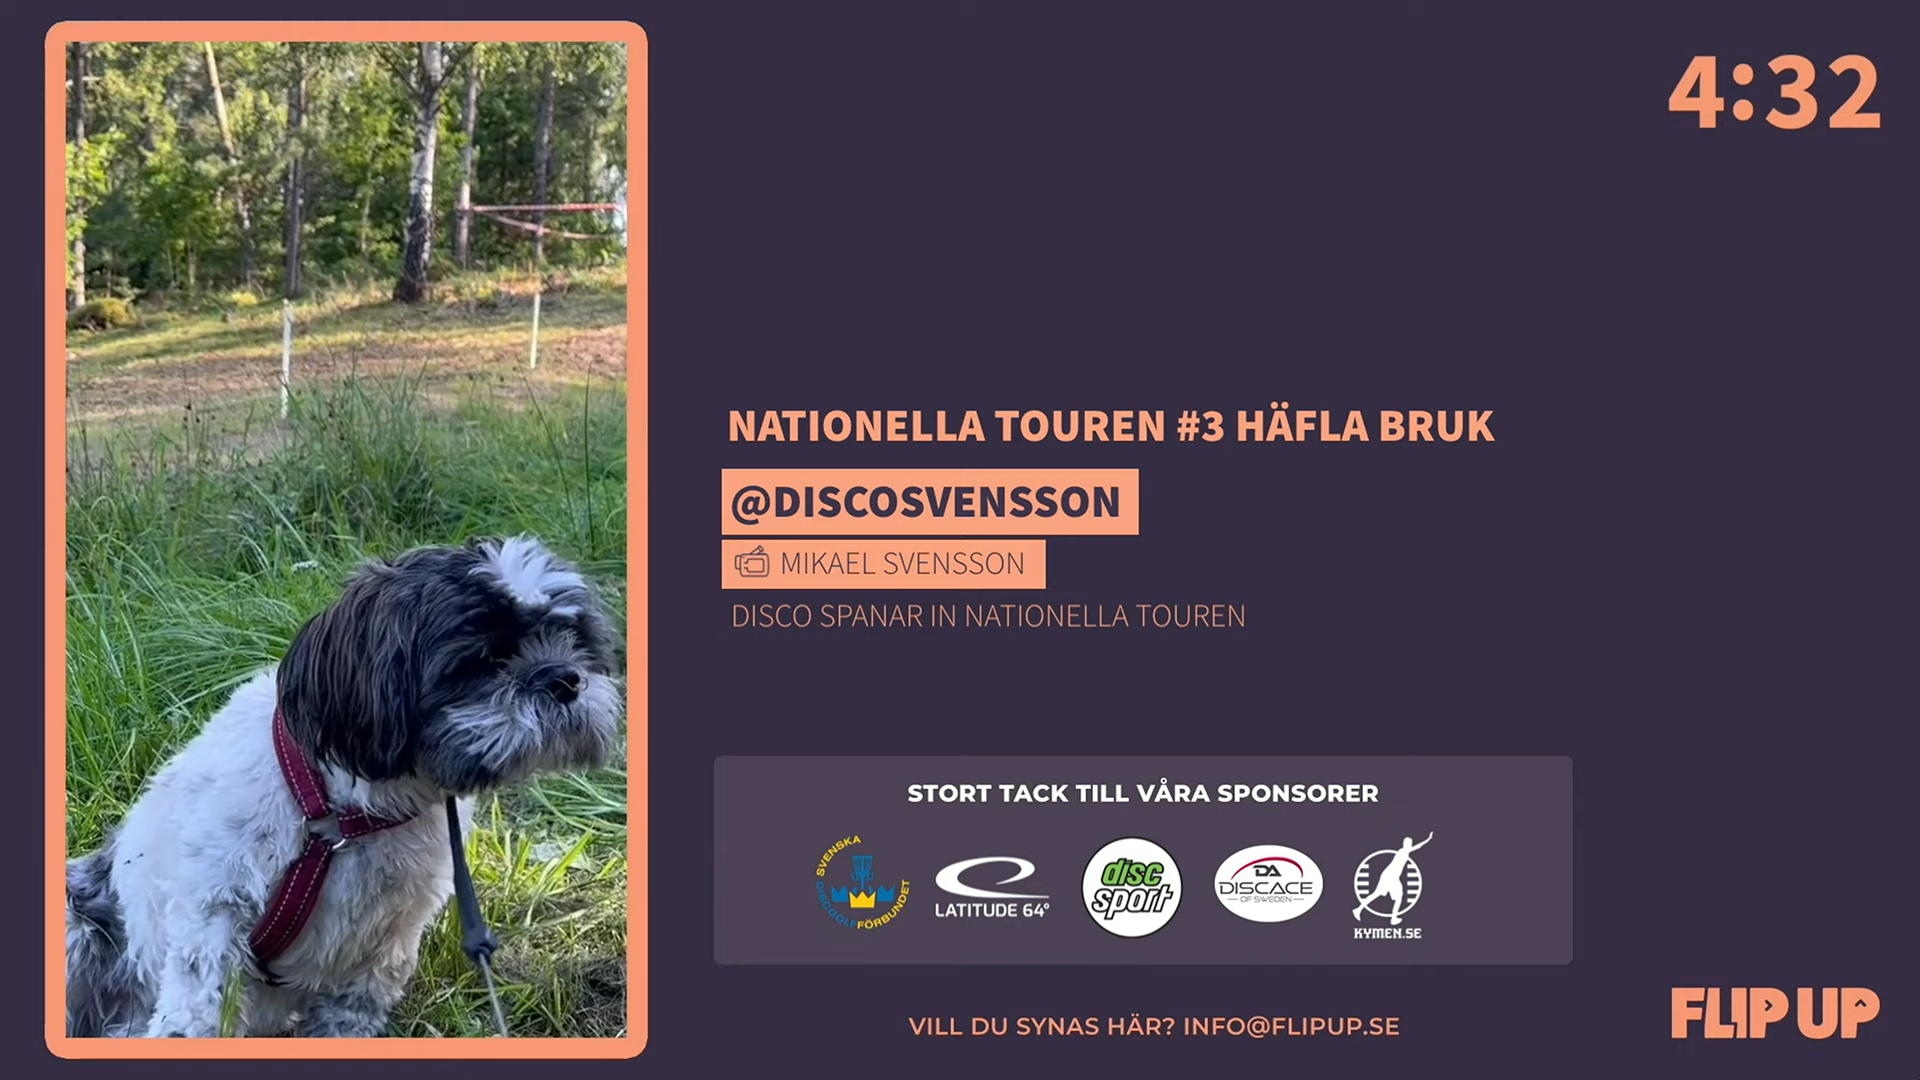 4:32
NATIONELLA TOUREN #3 HÄFLA BRUK
@DISCOSVENSSON
MIKAEL SVENSSON
DISCO SPANAR IN NATIONELLA TOUREN
STORT TACK TILL VÅRA SPONSORER
SVENSKA DISCGOLFFÖRBUNDET
LATITUDE 64°
disc sport
DA
DISCACE
OF SWEDEN
KYMEN.SE
VILL DU SYNAS HÄR? INFO@FLIPUP.SE
FLIP UP